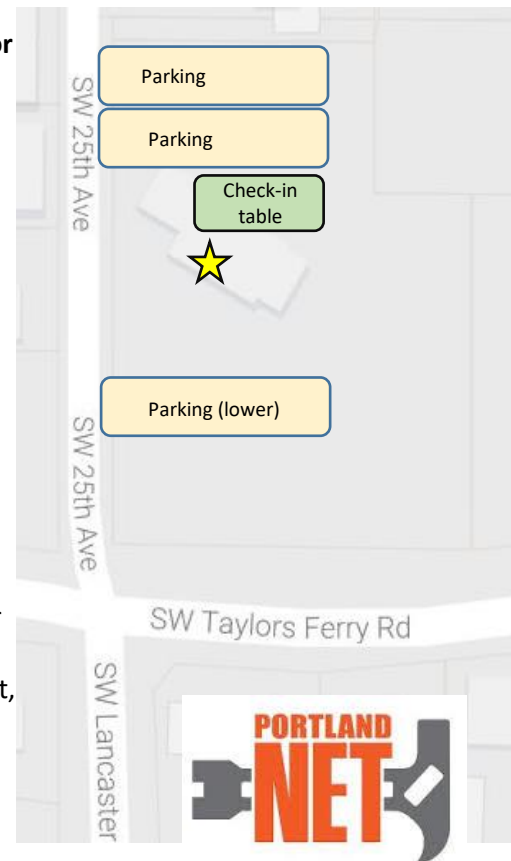 or
Parking
SW 25th Ave
Parking
Check-in
table
Parking (lower)
SW 25th Ave
SW Taylors Ferry Rd
t,
SW Lancaster
PORTLAND
NET